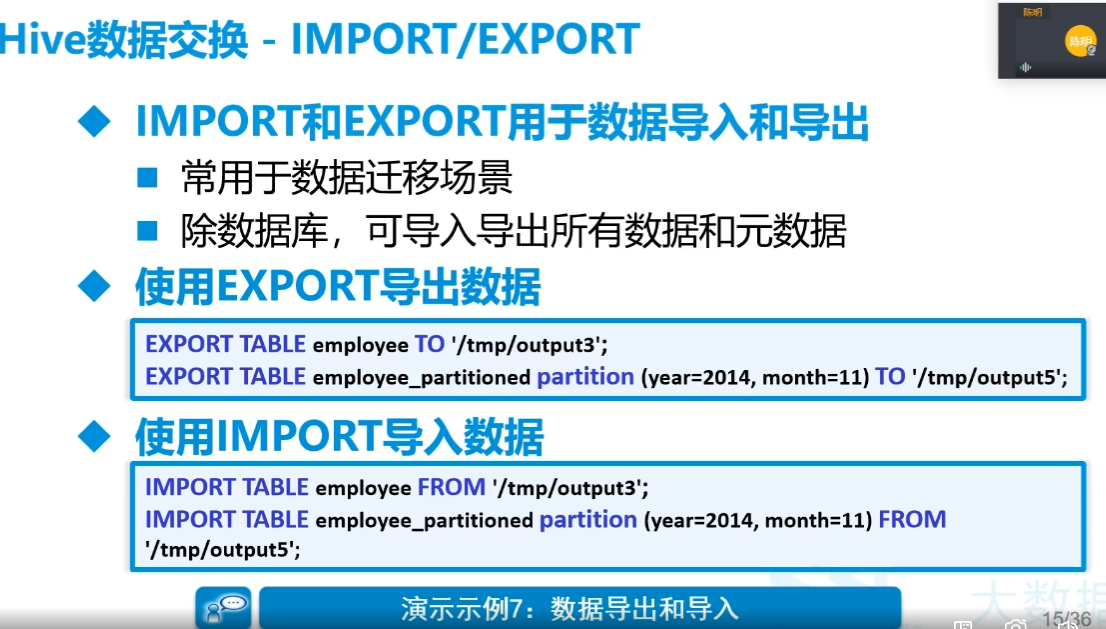 Hive数据交换 - IMPORT/EXPORT
陈明
陈明
IMPORT和EXPORT用于数据导入和导出
常用于数据迁移场景
除数据库，可导入导出所有数据和元数据
使用EXPORT导出数据
EXPORT TABLE employee TO '/tmp/output3';
EXPORT TABLE employee_partitioned partition (year=2014, month=11) TO '/tmp/output5';
使用IMPORT导入数据
IMPORT TABLE employee FROM '/tmp/output3';
IMPORT TABLE employee_partitioned partition (year=2014, month=11) FROM
'/tmp/output5';
演示示例7：数据导出和导入
大数据
15/36